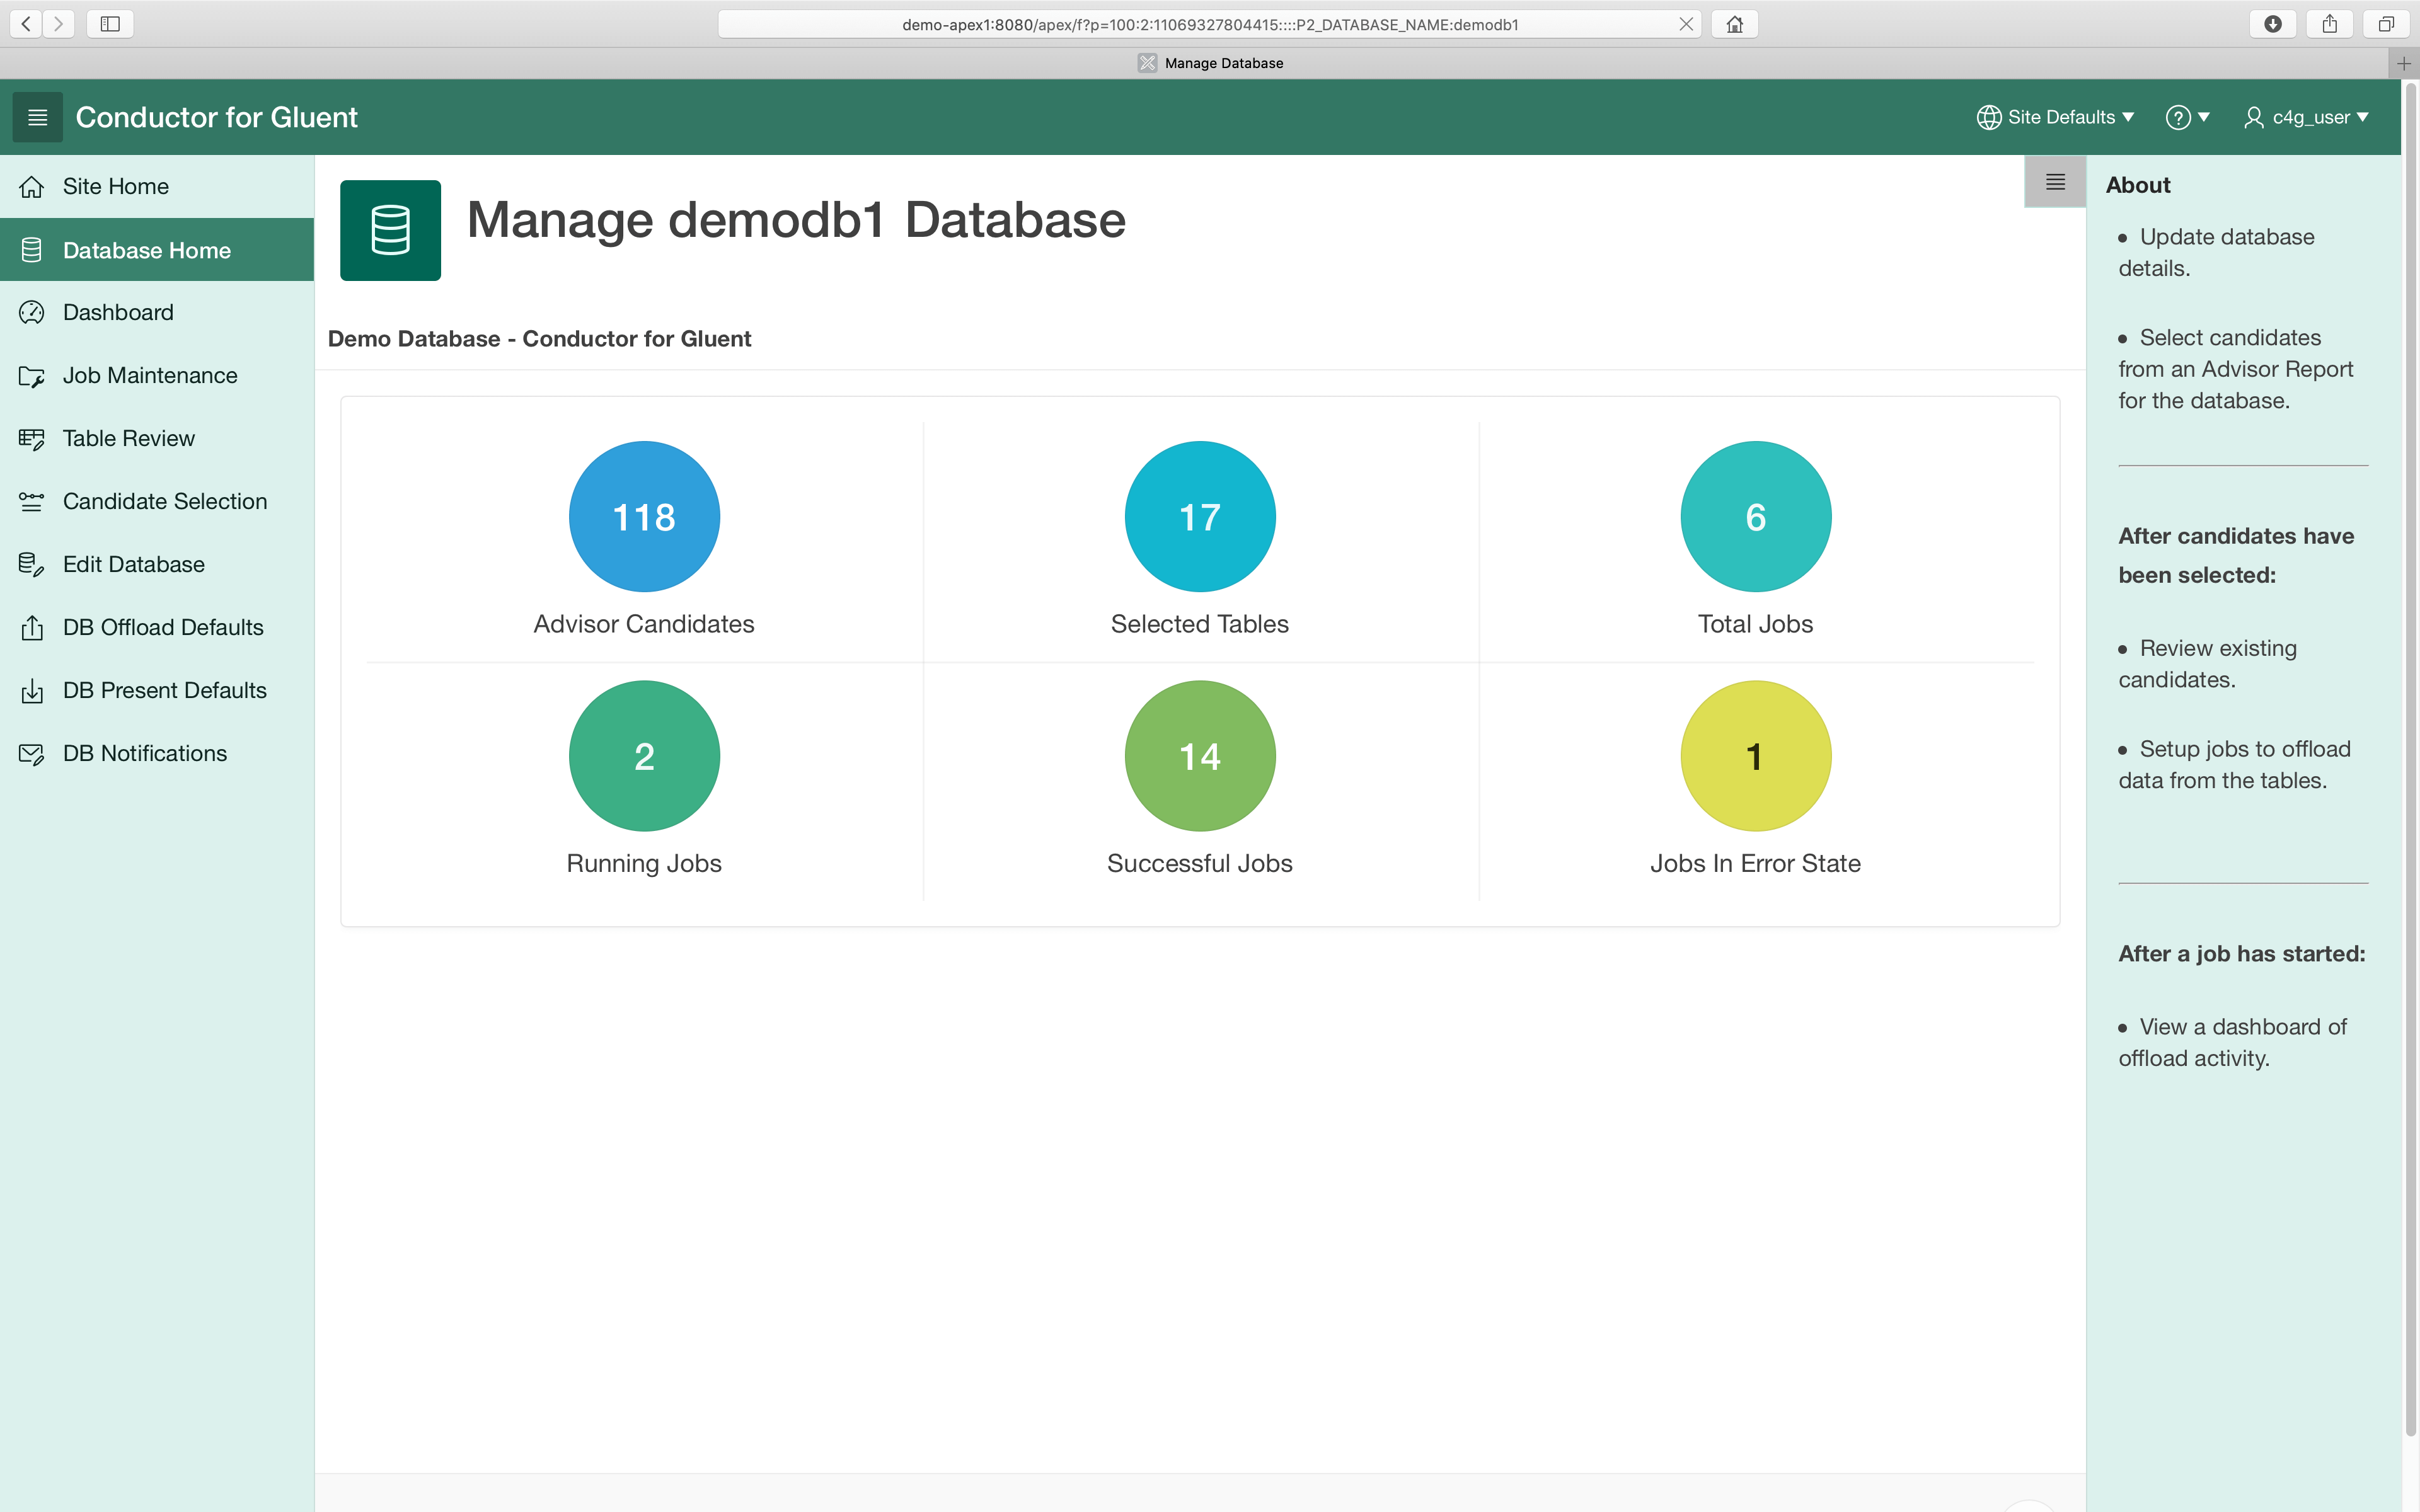 demo-apex1:8080/apex/f?p=100:2:11069327804415::::P2_DATABASE_NAME:demodb1
Manage Database
Conductor for Gluent
Site Defaults
?
c4g_user
Site Home
Database Home
Dashboard
Job Maintenance
Table Review
Candidate Selection
Edit Database
DB Offload Defaults
DB Present Defaults
DB Notifications
Manage demodb1 Database
Demo Database - Conductor for Gluent
118
Advisor Candidates
17
Selected Tables
6
Total Jobs
2
Running Jobs
14
Successful Jobs
1
Jobs In Error State
About
• Update database
details.
• Select candidates
from an Advisor Report
for the database.
After candidates have
been selected:
• Review existing
candidates.
• Setup jobs to offload
data from the tables.
After a job has started:
• View a dashboard of
offload activity.